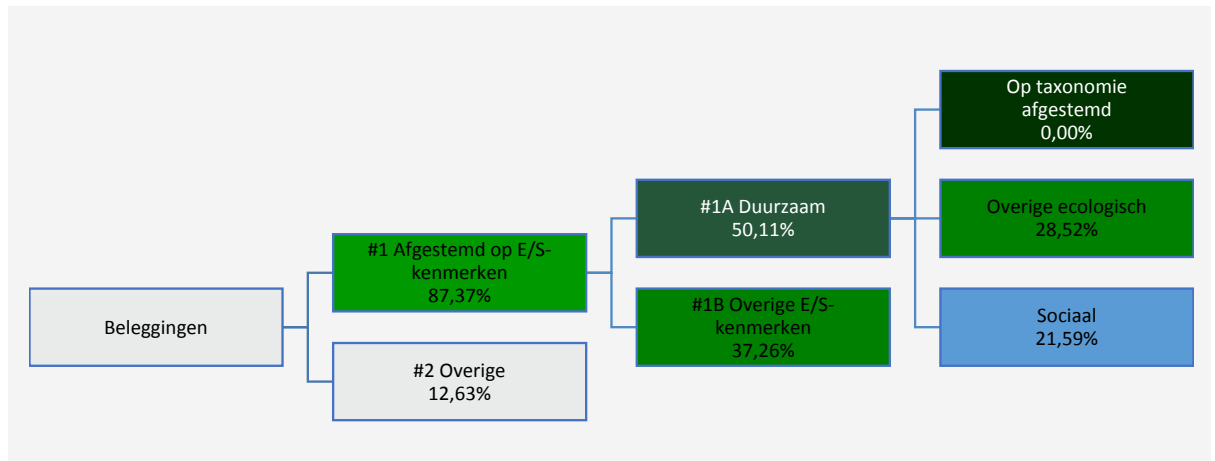 Beleggingen
#1 Afgestemd op E/S-
kenmerken
87,37%
#2 Overige
12,63%
#1A Duurzaam
50,11%
#1B Overige E/S-
kenmerken
37,26%
Op taxonomie
afgestemd
0,00%
Overige ecologisch
28,52%
Sociaal
21,59%